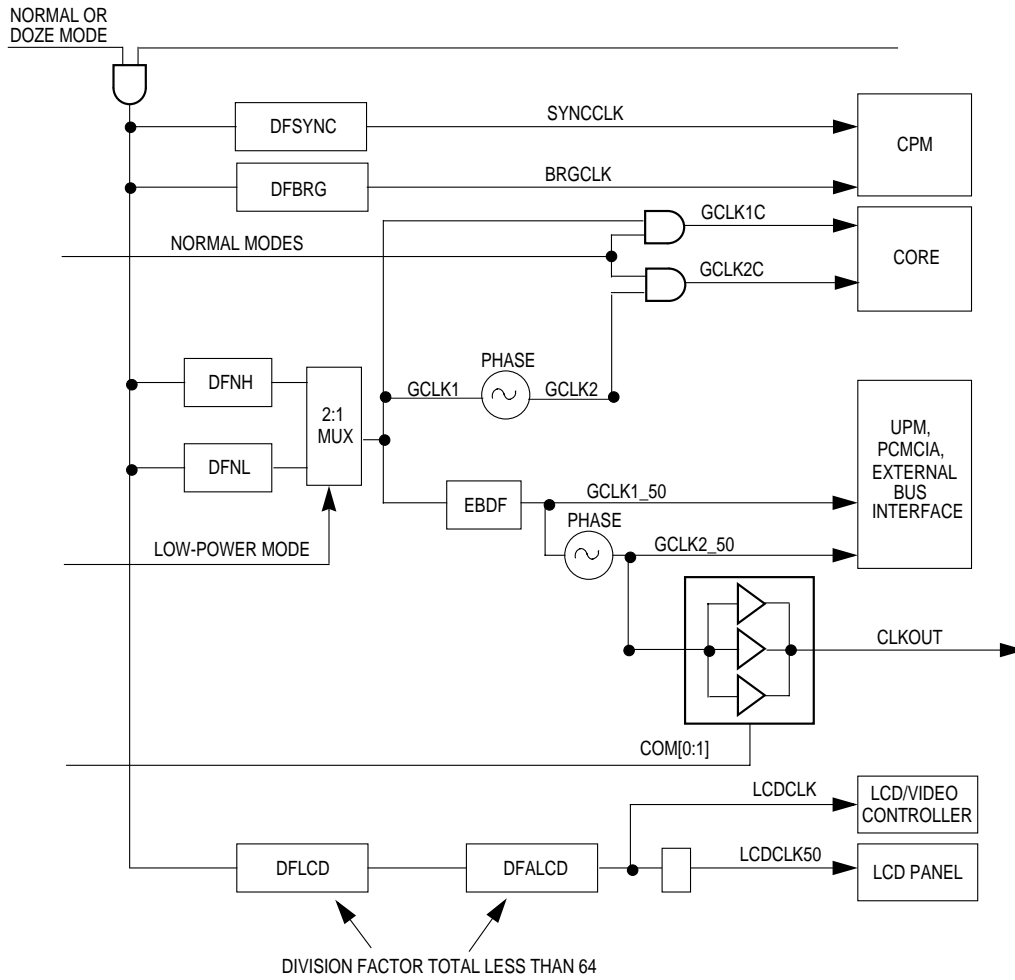 NORMAL OR
DOZE MODE
DFSYNC
SYNCCLK
CPM
DFBRG
BRGCLK
GCLK1C
NORMAL MODES
CORE
GCLK2C
PHASE
DFNH
GCLK1
GCLK2
2:1
MUX
UPM,
PCMCIA,
EXTERNAL
BUS
INTERFACE
DFNL
EBDF
GCLK1_50
PHASE
LOW-POWER MODE
GCLK2_50
CLKOUT
COM[0:1]
LCDCLK
LCD/VIDEO
CONTROLLER
DFLCD
DFALCD
LCDCLK50
LCD PANEL
DIVISION FACTOR TOTAL LESS THAN 64